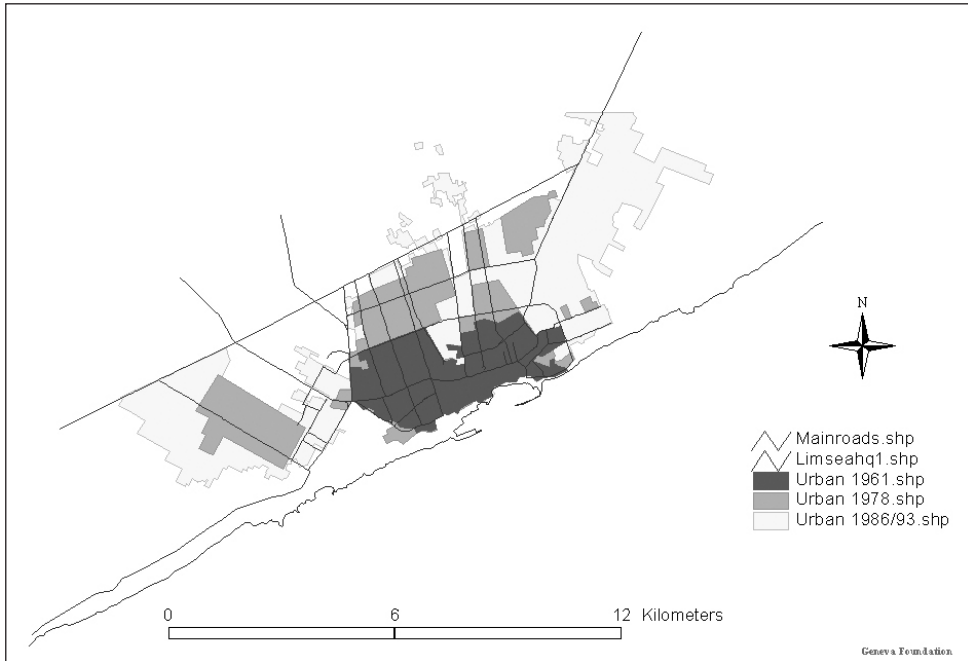 N
Mainroads.shp
Limseahq1.shp
Urban 1961.shp
Urban 1978.shp
Urban 1986/93.shp
0 6 12 Kilometers
Geneva Foundation